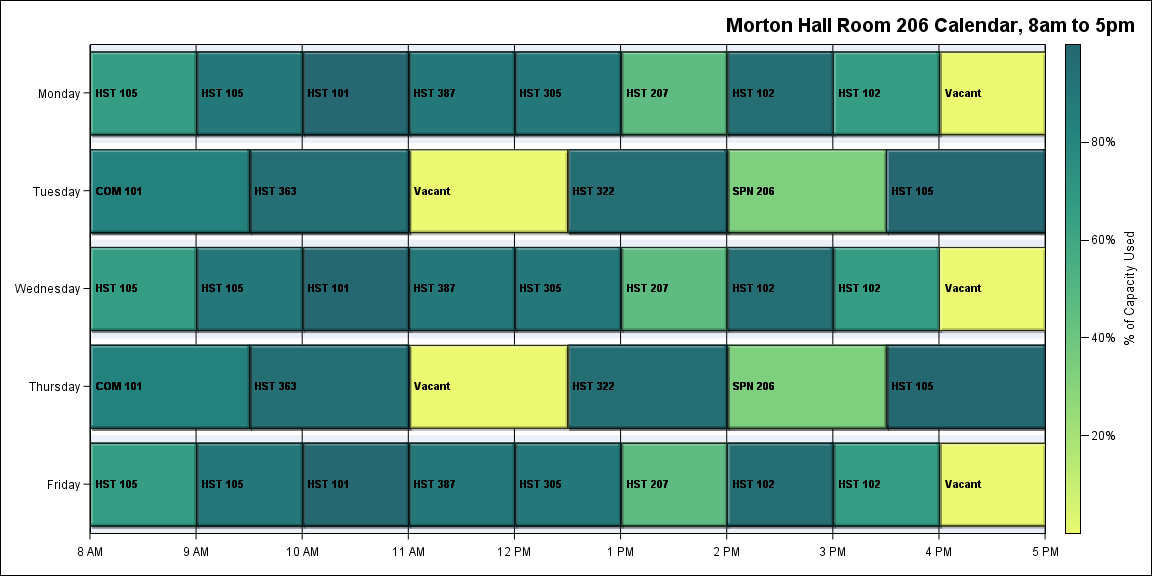 Morton Hall Room 206 Calendar, 8am to 5pm
Monday
HST 105
HST 105
HST 101
HST 387
HST 305
HST 207
HST 102
HST 102
Vacant
Tuesday
COM 101
HST 363
Vacant
HST 322
SPN 206
HST 105
Wednesday
HST 105
HST 105
HST 101
HST 387
HST 305
HST 207
HST 102
HST 102
Vacant
Thursday
COM 101
HST 363
Vacant
HST 322
SPN 206
HST 105
Friday
HST 105
HST 105
HST 101
HST 387
HST 305
HST 207
HST 102
HST 102
Vacant
8 AM
9 AM
10 AM
11 AM
12 PM
1 PM
2 PM
3 PM
4 PM
5 PM
80%
60%
40%
20%
% of Capacity Used